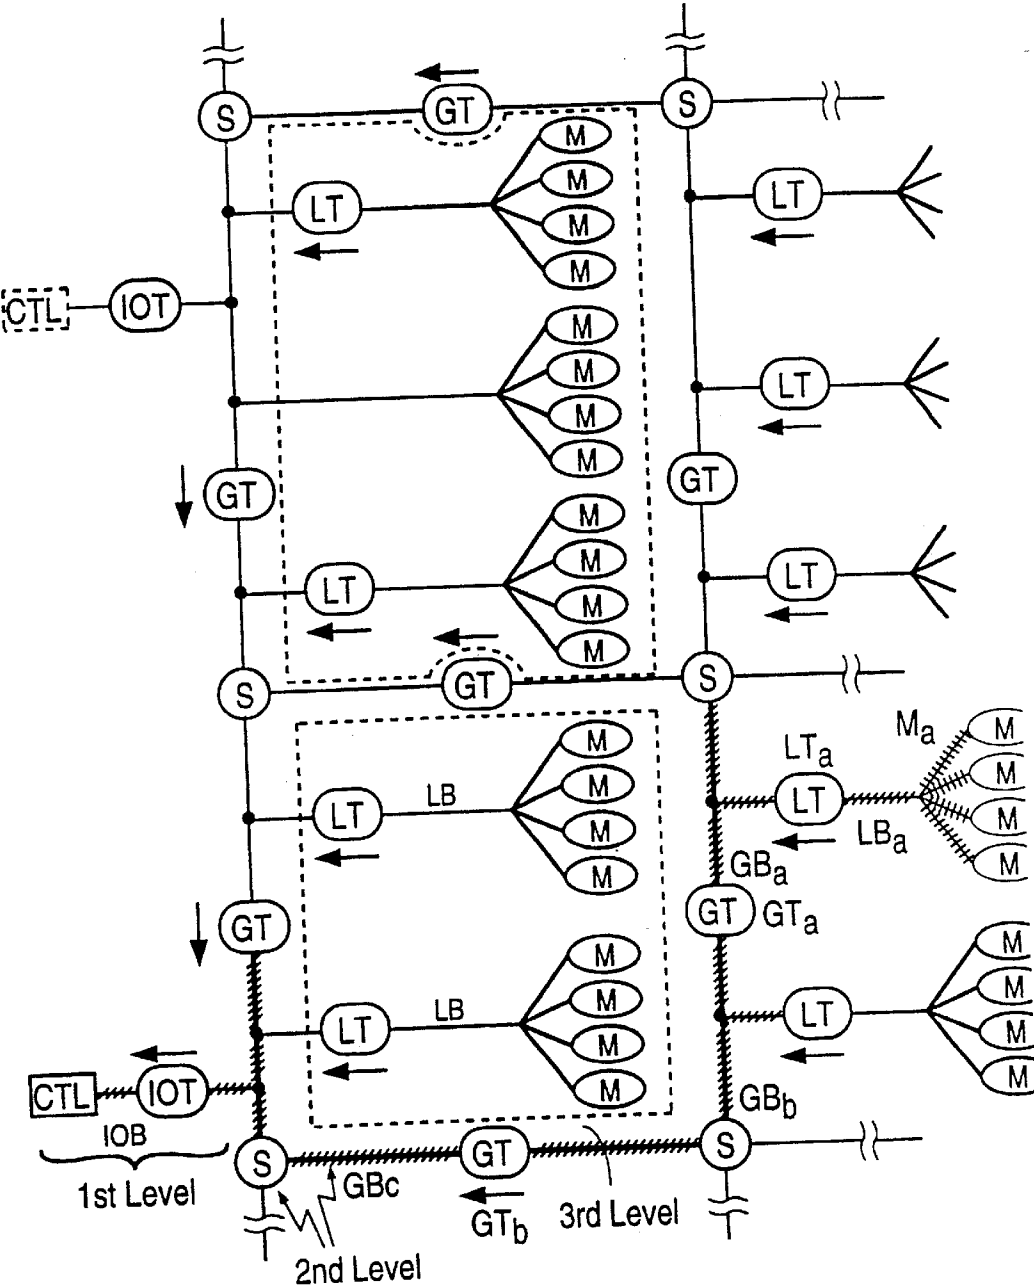 S GT S
M
LT M LT
M
M
CTL IOT
M
M LT
M
M
GT GT
M
LT M LT
M
M
S GT S
M Ma M
LTa
LT LB M LT M
M LBa M
M GBa M
GT GT GTa
M M
LT LB M LT M
M M
CTL IOT M GBb M
IOB
S GT S
1st Level GBc
GTb 3rd Level
2nd Level